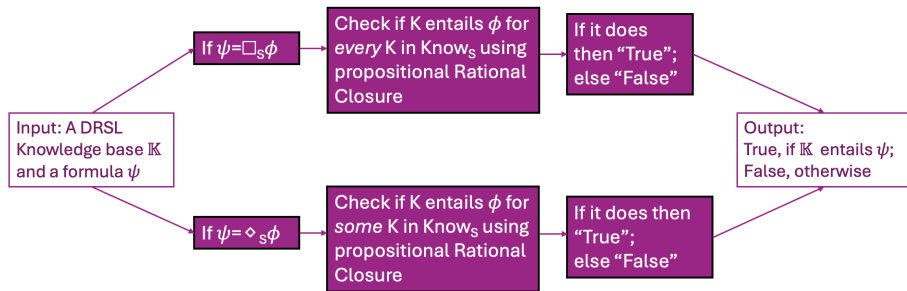 Input: A DRSL
Knowledge base 𝕂
and a formula ψ
If ψ=□ₛϕ
Check if K entails ϕ for
every K in Knowₛ using
propositional Rational
Closure
If it does
then “True”;
else “False”
If ψ=⋄ₛϕ
Check if K entails ϕ for
some K in Knowₛ using
propositional Rational
Closure
If it does then
“True”;
else “False”
Output:
True, if 𝕂 entails ψ;
False, otherwise